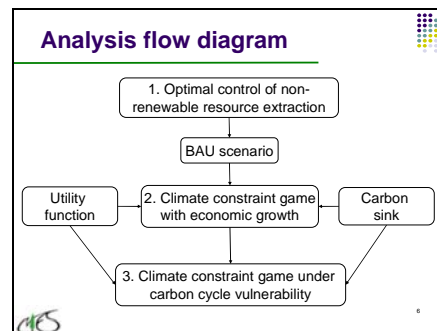 Analysis flow diagram
1. Optimal control of non-
renewable resource extraction
BAU scenario
Utility
function
2. Climate constraint game
with economic growth
Carbon
sink
3. Climate constraint game under
carbon cycle vulnerability
6